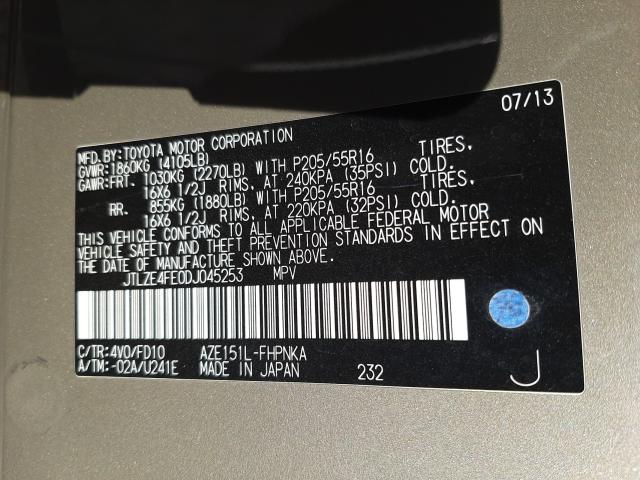 07/13
MFD.BY:TOYOTA MOTOR CORPORATION
GVWR:1860KG (4105LB)
GAWR:FRT. 1030KG (2270LB) WITH P205/55R16 TIRES,
16X6 1/2J RIMS, AT 240KPA (35PSI) COLD.
RR. 855KG (1880LB) WITH P205/55R16 TIRES,
16X6 1/2J RIMS, AT 220KPA (32PSI) COLD.
THIS VEHICLE CONFORMS TO ALL APPLICABLE FEDERAL MOTOR
VEHICLE SAFETY AND THEFT PREVENTION STANDARDS IN EFFECT ON
THE DATE OF MANUFACTURE SHOWN ABOVE.
JTLZE4FE0DJ045253 MPV
C/TR:4V0/FD10 AZE151L-FHPNKA
A/TM:-02A/U241E MADE IN JAPAN 232 J